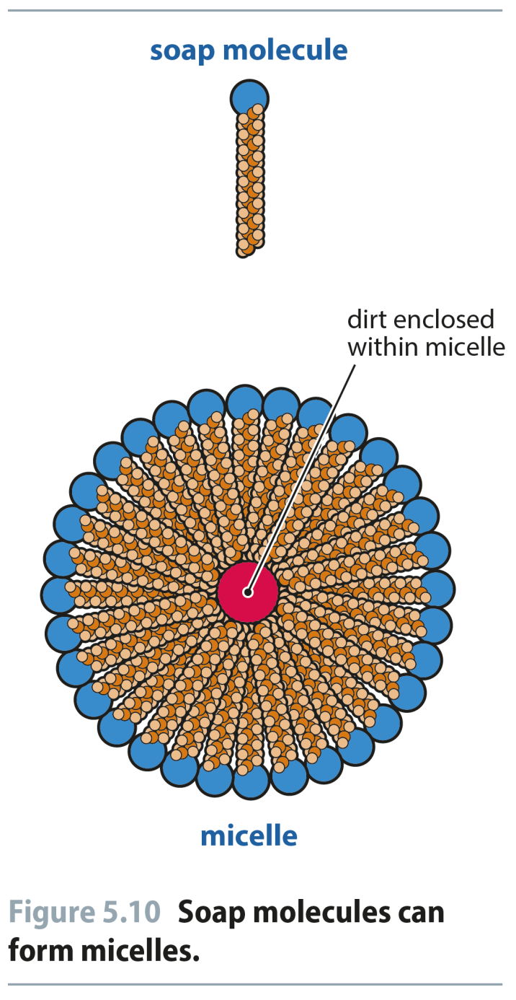 soap molecule
dirt enclosed
within micelle
micelle
Figure 5.10 Soap molecules can
form micelles.